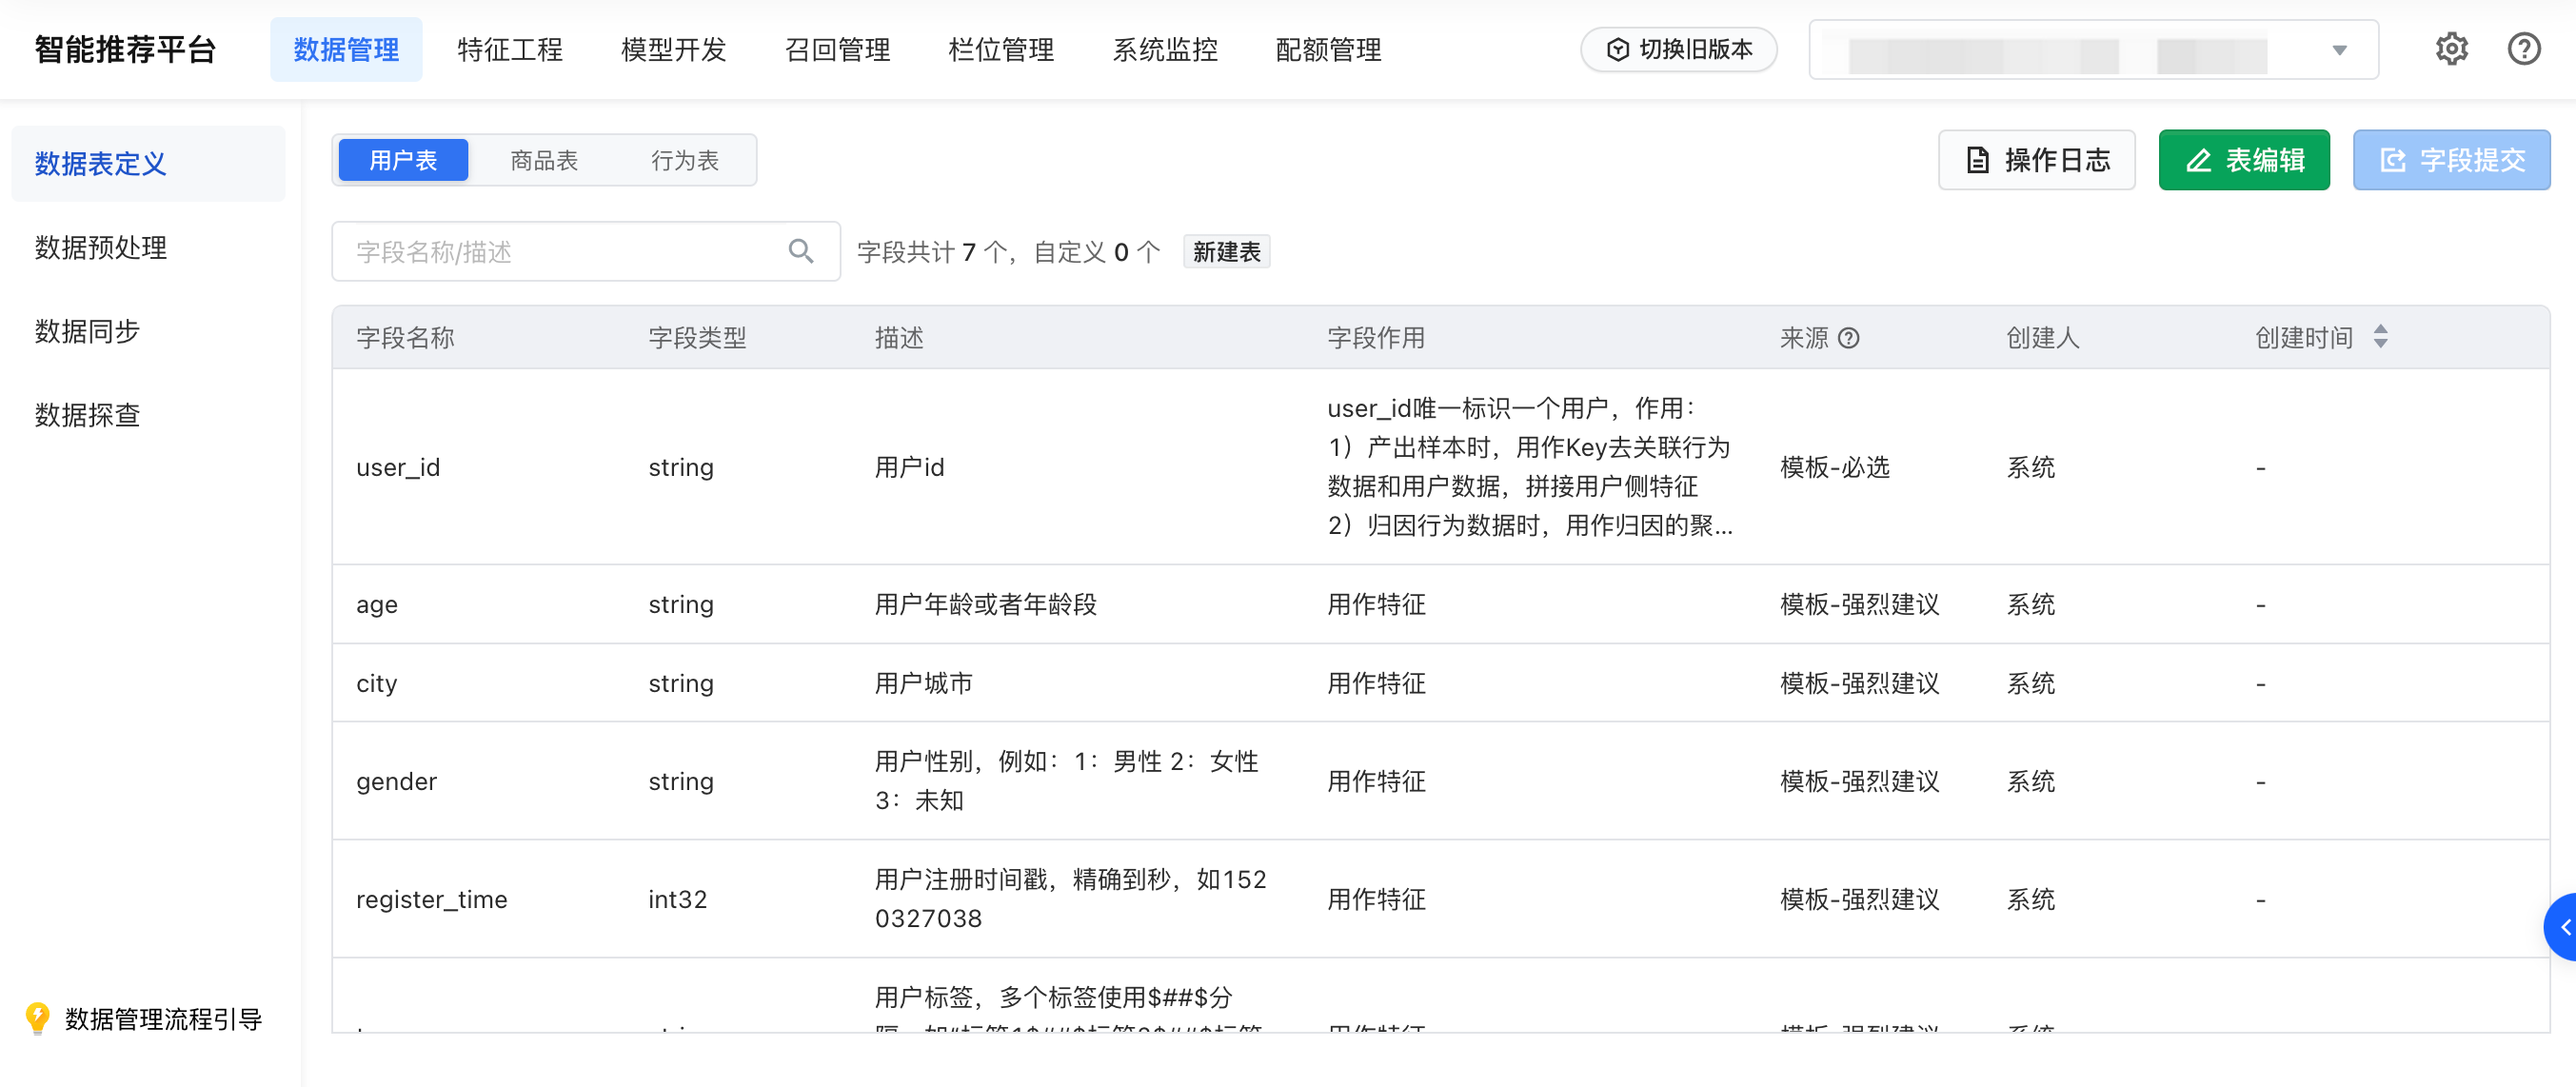 智能推荐平台 数据管理 特征工程 模型开发 召回管理 栏位管理 系统监控 配额管理 切换旧版本
数据表定义
数据预处理
数据同步
数据探查
数据管理流程引导
用户表 商品表 行为表 操作日志 表编辑 字段提交
字段名称/描述 字段共计 7 个，自定义 0 个 新建表
字段名称 字段类型 描述 字段作用 来源 创建人 创建时间
user_id string 用户id
user_id唯一标识一个用户，作用：
1）产出样本时，用作Key去关联行为
数据和用户数据，拼接用户侧特征
2）归因行为数据时，用作归因的聚...
模板-必选 系统 -
age string 用户年龄或者年龄段 用作特征 模板-强烈建议 系统 -
city string 用户城市 用作特征 模板-强烈建议 系统 -
gender string
用户性别，例如：1：男性 2：女性
3：未知
用作特征 模板-强烈建议 系统 -
register_time int32
用户注册时间戳，精确到秒，如152
0327038
用作特征 模板-强烈建议 系统 -
用户标签，多个标签使用$##$分
用作特征 模板-强烈建议 系统